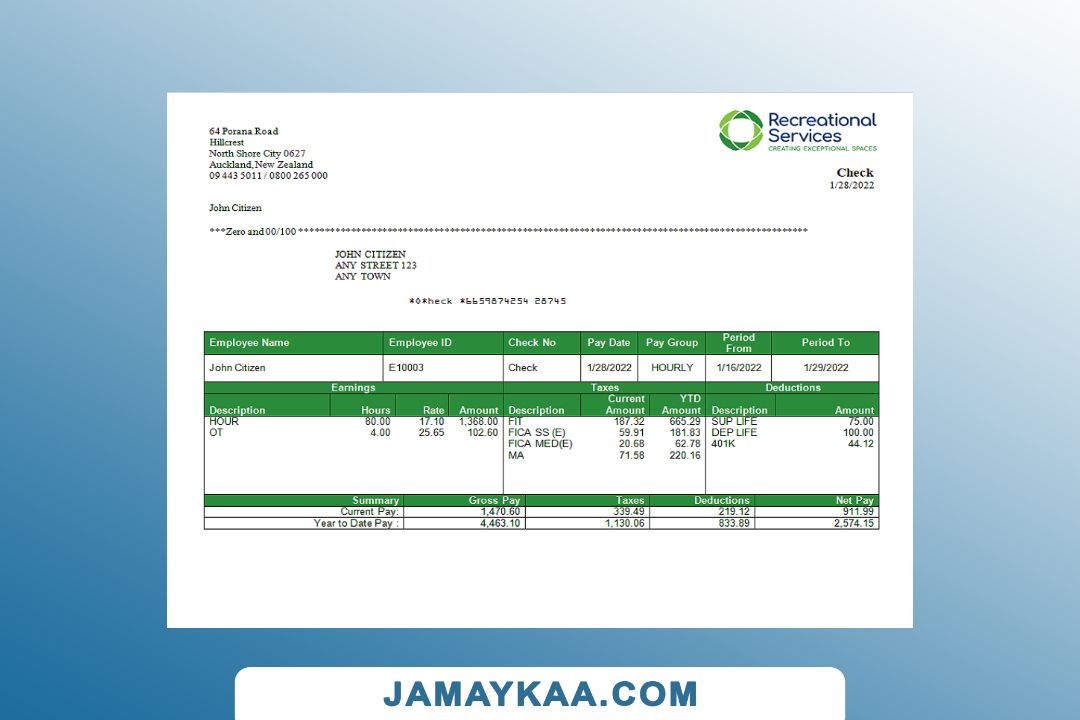 64 Porana Road
Hillcrest
North Shore City 0627
Auckland, New Zealand
09 443 5011 / 0800 265 000
Recreational
Services
CREATING EXCEPTIONAL SPACES
Check
1/28/2022
John Citizen
***Zero and 00/100 ****************************************************************************************************
JOHN CITIZEN
ANY STREET 123
ANY TOWN
*0*heck *6659874254 28745
Employee Name Employee ID Check No Pay Date Pay Group Period From Period To
John Citizen E10003 Check 1/28/2022 HOURLY 1/16/2022 1/29/2022
Earnings Taxes Deductions
Description Hours Rate Amount Description Current Amount YTD Amount Description Amount
HOUR 80.00 17.10 1,368.00 FIT 187.32 665.29 SUP LIFE 75.00
OT 4.00 25.65 102.60 FICA SS (E) 59.91 181.83 DEP LIFE 100.00
FICA MED(E) 20.68 62.78 401K 44.12
MA 71.58 220.16
Summary Gross Pay Taxes Deductions Net Pay
Current Pay: 1,470.60 339.49 219.12 911.99
Year to Date Pay : 4,463.10 1,130.06 833.89 2,574.15
JAMAYKAA.COM